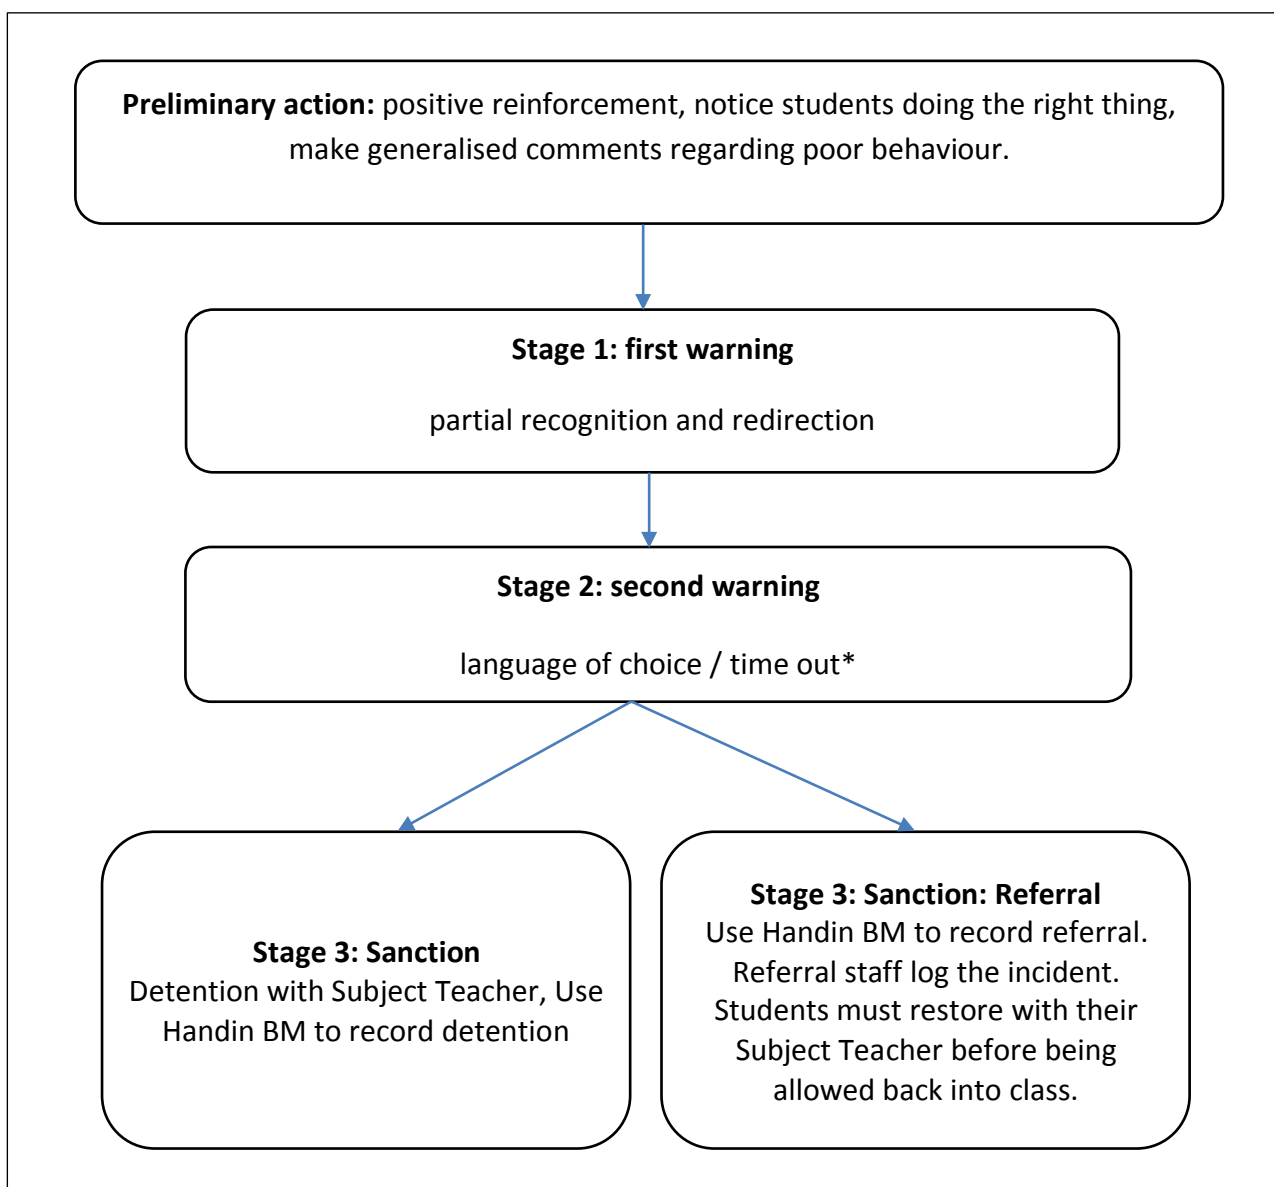 Preliminary action: positive reinforcement, notice students doing the right thing,
make generalised comments regarding poor behaviour.
Stage 1: first warning
partial recognition and redirection
Stage 2: second warning
language of choice / time out*
Stage 3: Sanction
Detention with Subject Teacher, Use
Handin BM to record detention
Stage 3: Sanction: Referral
Use Handin BM to record referral.
Referral staff log the incident.
Students must restore with their
Subject Teacher before being
allowed back into class.